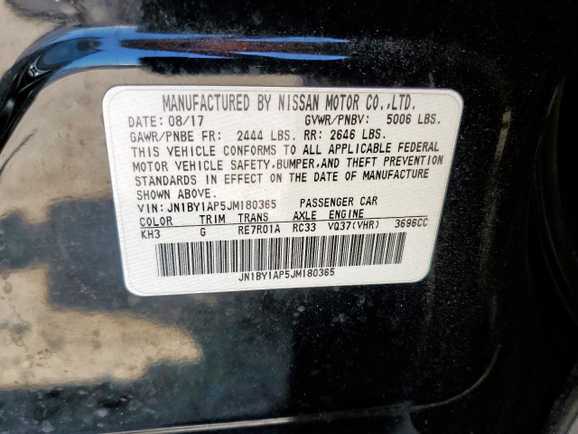 MANUFACTURED BY NISSAN MOTOR CO.,LTD.
DATE: 08/17 GVWR/PNBV: 5006 LBS.
GAWR/PNBE FR: 2444 LBS. RR: 2646 LBS.
THIS VEHICLE CONFORMS TO ALL APPLICABLE FEDERAL
MOTOR VEHICLE SAFETY, BUMPER, AND THEFT PREVENTION
STANDARDS IN EFFECT ON THE DATE OF MANUFACTURE
SHOWN ABOVE.
VIN: JN1BY1AP5JM180365 PASSENGER CAR
COLOR TRIM TRANS AXLE ENGINE
KH3 G RE7R01A RC33 VQ37(VHR) 3696CC
JN1BY1AP5JM180365